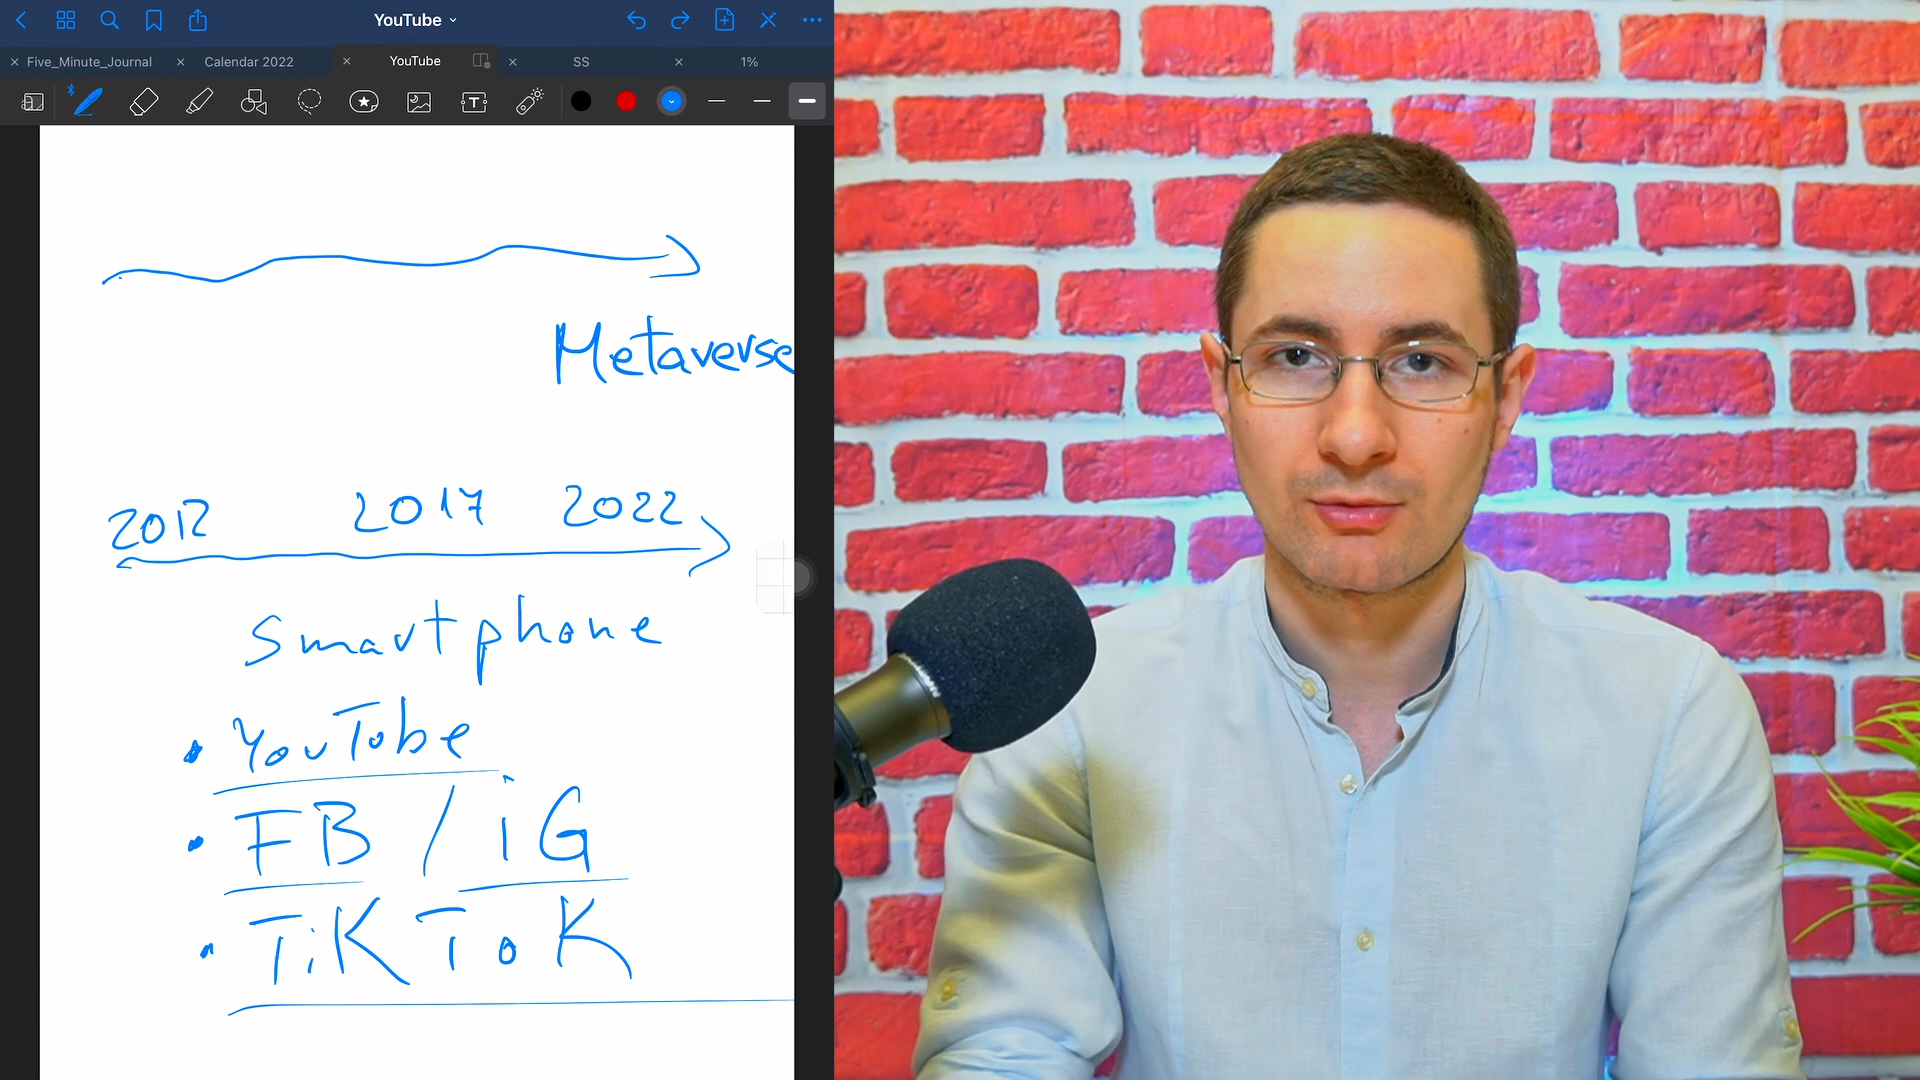 YouTube
Five_Minute_Journal
Calendar 2022
YouTube
SS
1%
T
Metaverse
2012 2017 2022
Smartphone
• YouTube
• FB / iG
• TiKToK